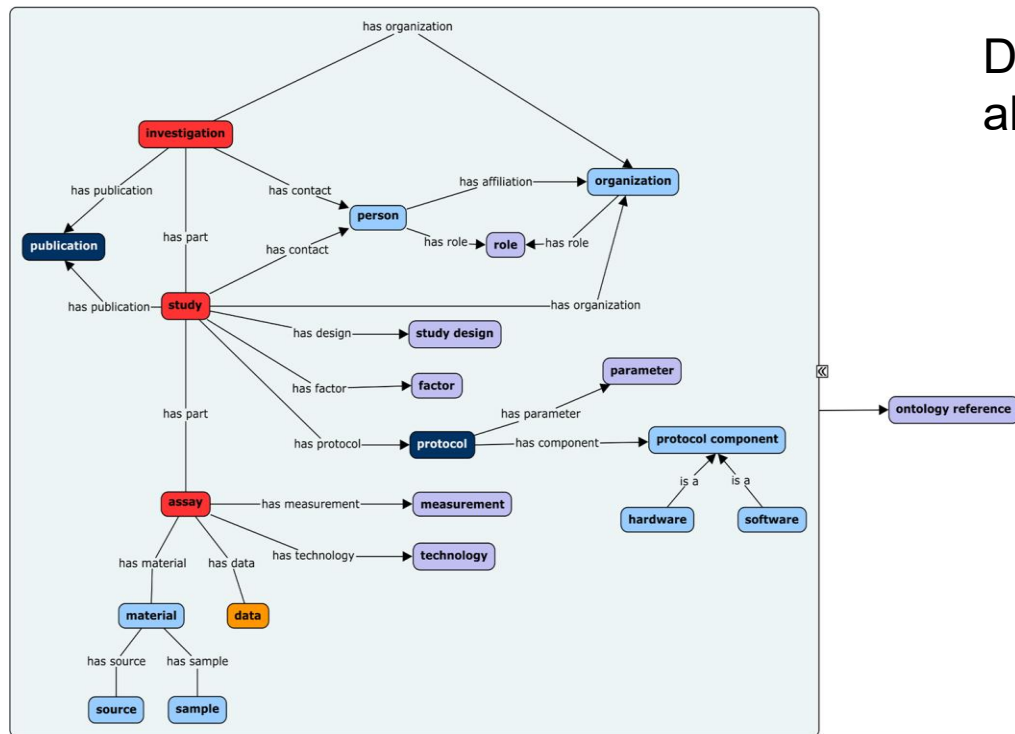 has organization
D
al
investigation
has publication
has contact
has affiliation
organization
person
publication
has part
has contact
has role
role
has role
has publication
study
has organization
has design
study design
parameter
has factor
factor
ontology reference
has part
has parameter
has protocol
protocol
has component
protocol component
is a
is a
assay
has measurement
measurement
hardware
software
has technology
technology
has material
has data
material
data
has source
has sample
source
sample